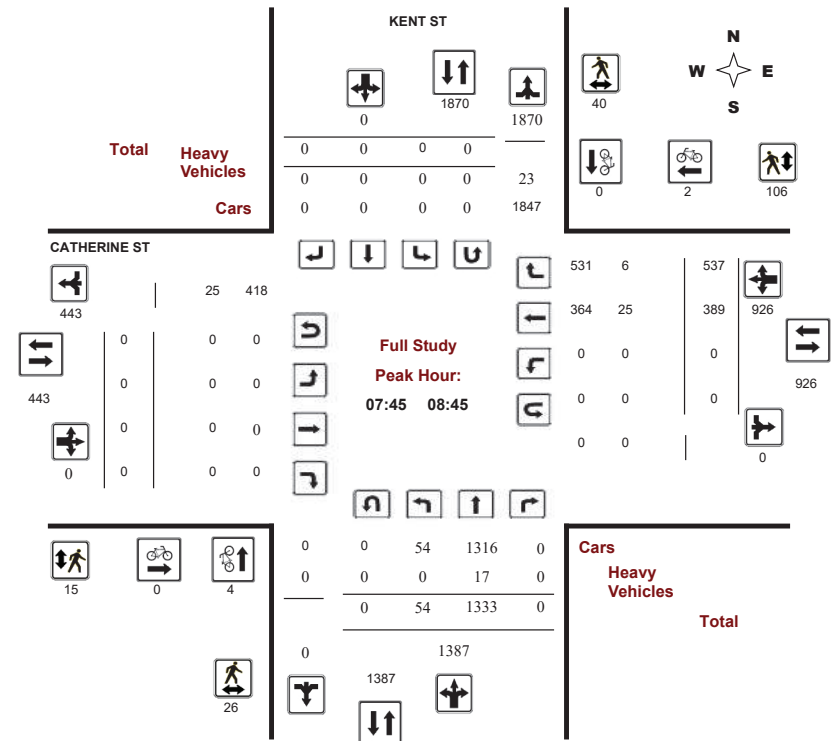 KENT ST
N
W E
S
1870
40
0 1870
Total Heavy
Vehicles
0 0 0 0
0 0 0 0 23
Cars 0 0 0 0 1847
0 2 106
CATHERINE ST
443
25 418
531 6 537
926
364 25 389
0 0 0
0 0 0
0 0
443
0 0 0
0 0 0
0 0 0
0 0 0
0
Full Study
Peak Hour:
07:45 08:45
926
0
15 0 4
0 0 54 1316 0
0 0 0 17 0
0 54 1333 0
0 1387
1387
26
Cars
Heavy
Vehicles
Total